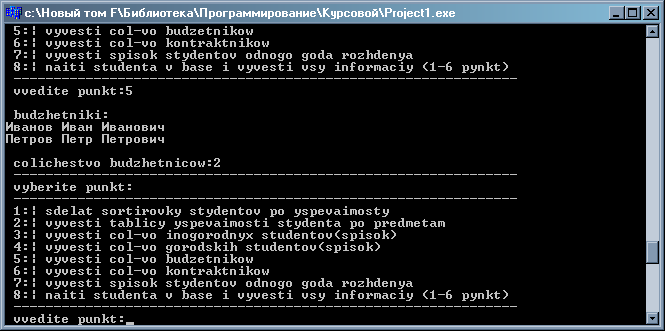 c:\Новый том F\Библиотека\Программирование\Курсовой\Project1.exe
5:| vyvesti col-vo budzetnikow
6:| vyvesti col-vo kontraktnikow
7:| vyvesti spisok stydentov odnogo goda rozhdenya
8:| naiti studenta v base i vyvesti vsy informaciy (1-6 pynkt)
----------------------------------------------------------------
vvedite punkt:5
budzhetniki:
Иванов Иван Иванович
Петров Петр Петрович
colichestvo budzhetnicow:2
----------------------------------------------------------------
vyberite punkt:
----------------------------------------------------------------
1:| sdelat sortirovky stydentov po yspevaimosty
2:| vyvesti tablicy yspevaimosti studenta po predmetam
3:| vyvesti col-vo inogorodnyx studentov(spisok)
4:| vyvesti col-vo gorodskih studentov(spisok)
5:| vyvesti col-vo budzetnikow
6:| vyvesti col-vo kontraktnikow
7:| vyvesti spisok stydentov odnogo goda rozhdenya
8:| naiti studenta v base i vyvesti vsy informaciy (1-6 pynkt)
----------------------------------------------------------------
vvedite punkt:_